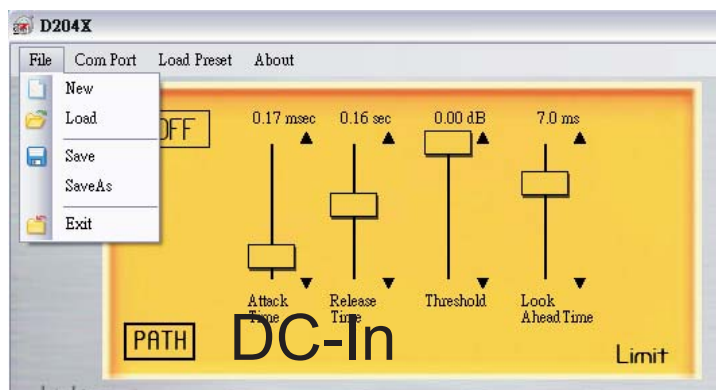 D204X
File Com Port Load Preset About
New
Load
Save
SaveAs
Exit
OFF
0.17 msec 0.16 sec 0.00 dB 7.0 ms
Attack Time
Release Time
Threshold
Look Ahead Time
PATH
DC-In
Limit